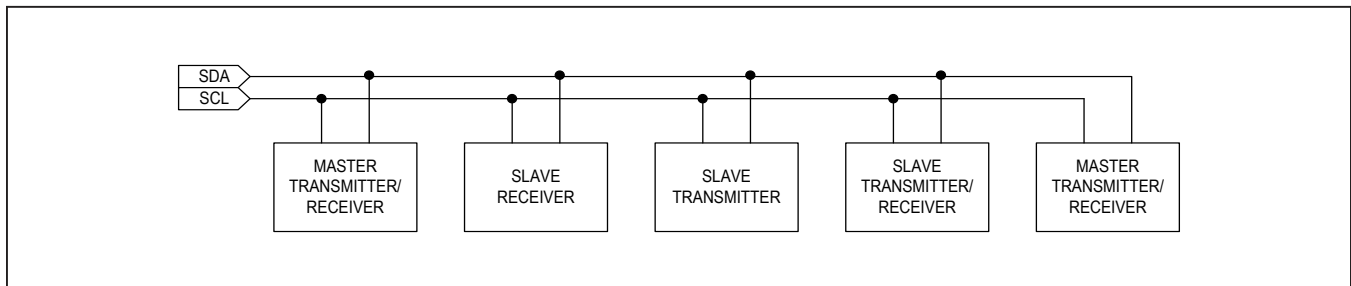 SDA
SCL
MASTER
TRANSMITTER/
RECEIVER
SLAVE
RECEIVER
SLAVE
TRANSMITTER
SLAVE
TRANSMITTER/
RECEIVER
MASTER
TRANSMITTER/
RECEIVER